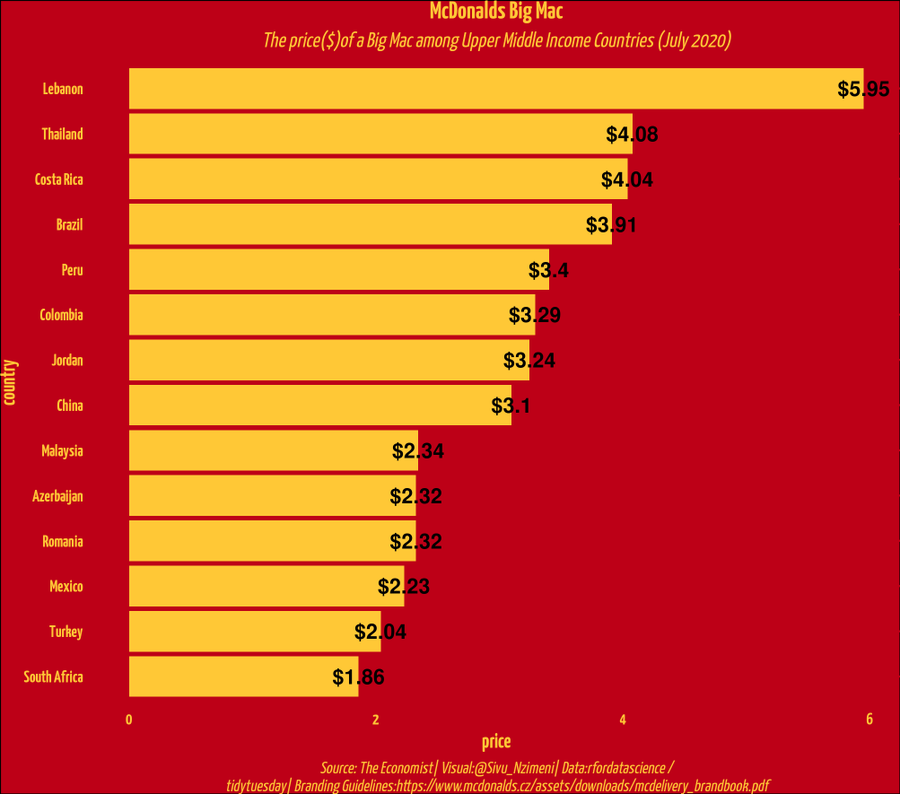 McDonalds Big Mac
The price($)of a Big Mac among Upper Middle Income Countries (July 2020)
Lebanon $5.95
Thailand $4.08
Costa Rica $4.04
Brazil $3.91
Peru $3.4
Colombia $3.29
Jordan $3.24
country
China $3.1
Malaysia $2.34
Azerbaijan $2.32
Romania $2.32
Mexico $2.23
Turkey $2.04
South Africa $1.86
0 2 4 6
price
Source: The Economist| Visual:@Sivu_Nzimeni| Data:rfordatascience /
tidytuesday| Branding Guidelines:https://www.mcdonalds.cz/assets/downloads/mcdelivery_brandbook.pdf